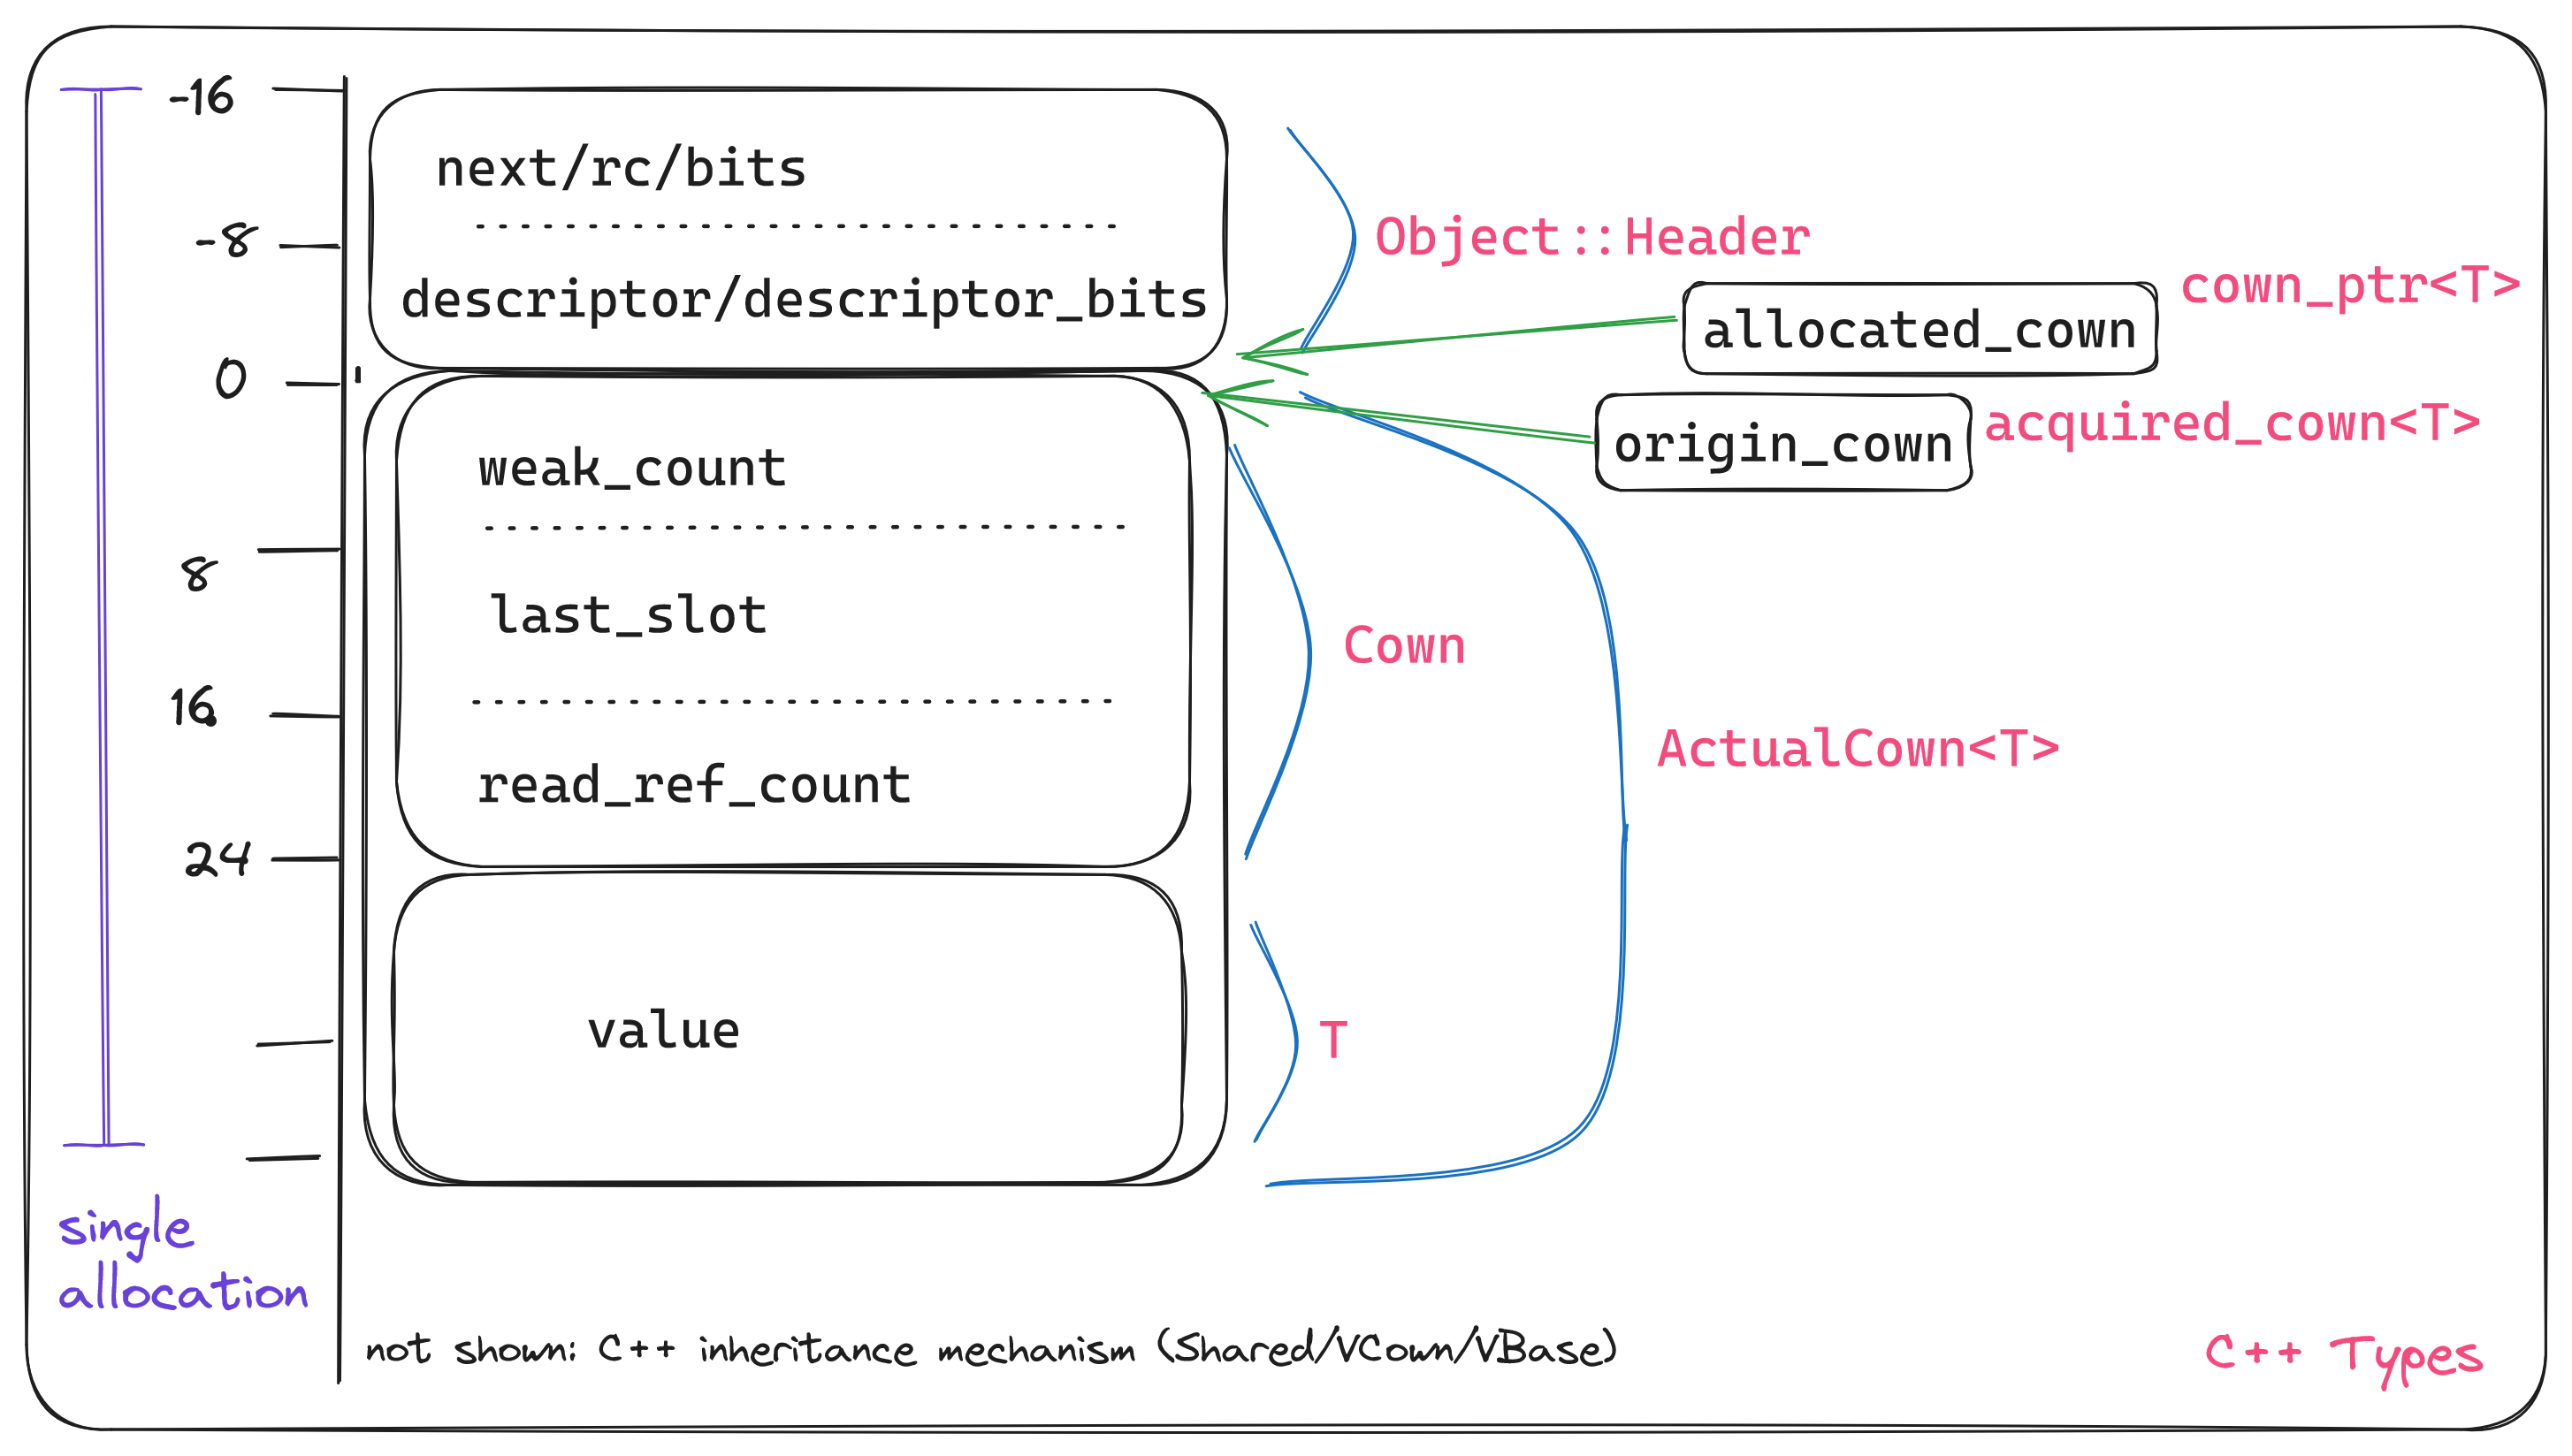 -16
next/rc/bits
-8
Object::Header
descriptor/descriptor_bits
cown_ptr<T>
allocated_cown
0
acquired_cown<T>
origin_cown
weak_count
8
last_slot
Cown
16
ActualCown<T>
read_ref_count
24
value
T
single
allocation
not shown: C++ inheritance mechanism (Shared/VCown/VBase)
C++ Types